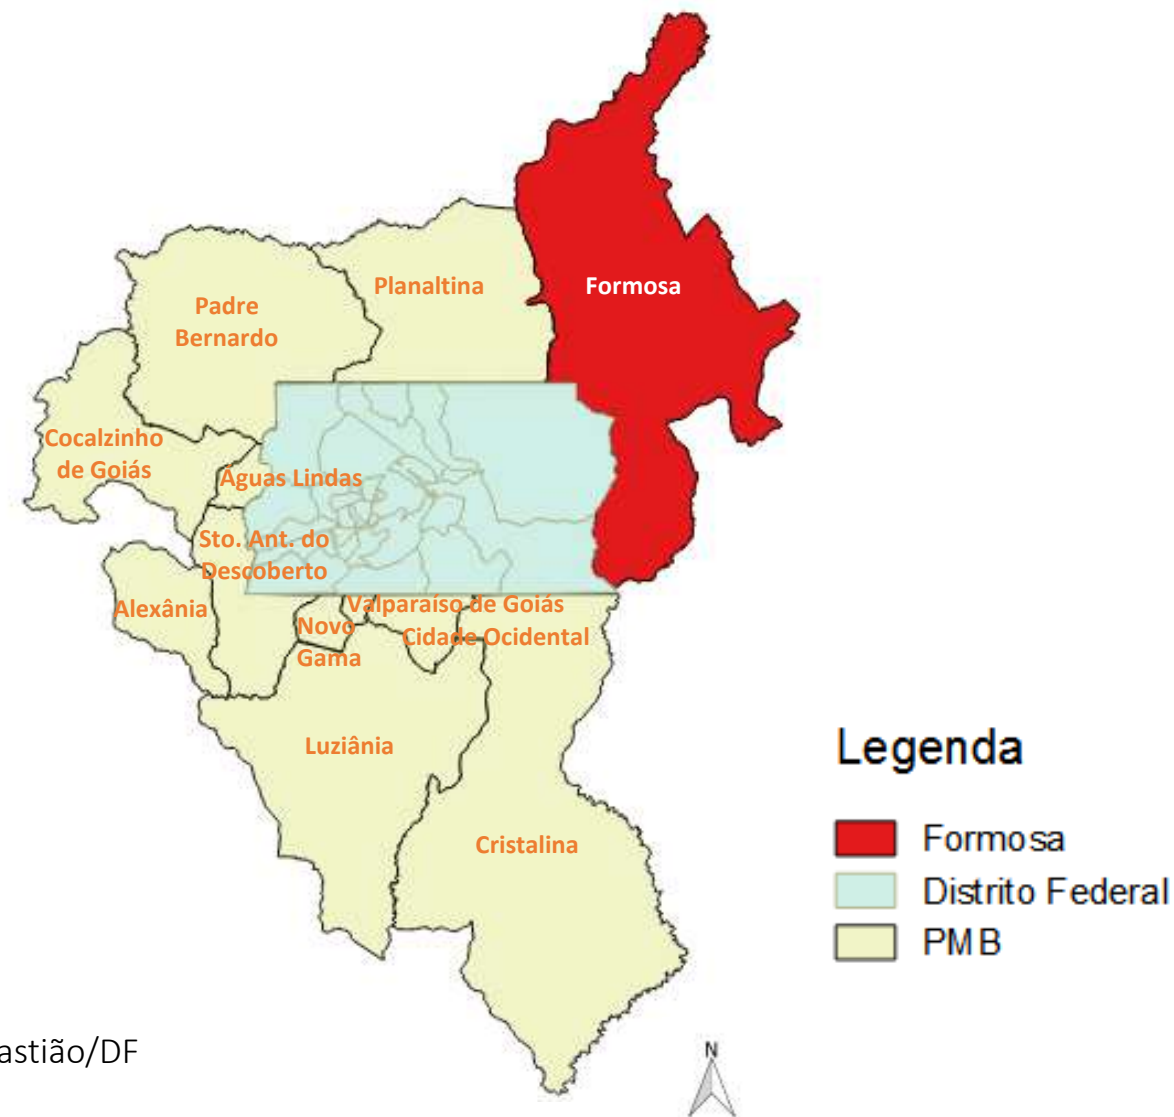 Planaltina
Formosa
Padre
Bernardo
Cocalzinho
de Goiás
Águas Lindas
Sto. Ant. do
Descoberto
Alexânia
Valparaíso de Goiás
Novo
Gama
Cidade Ocidental
Luziânia
Cristalina
Legenda
Formosa
Distrito Federal
PMB
astião/DF
N